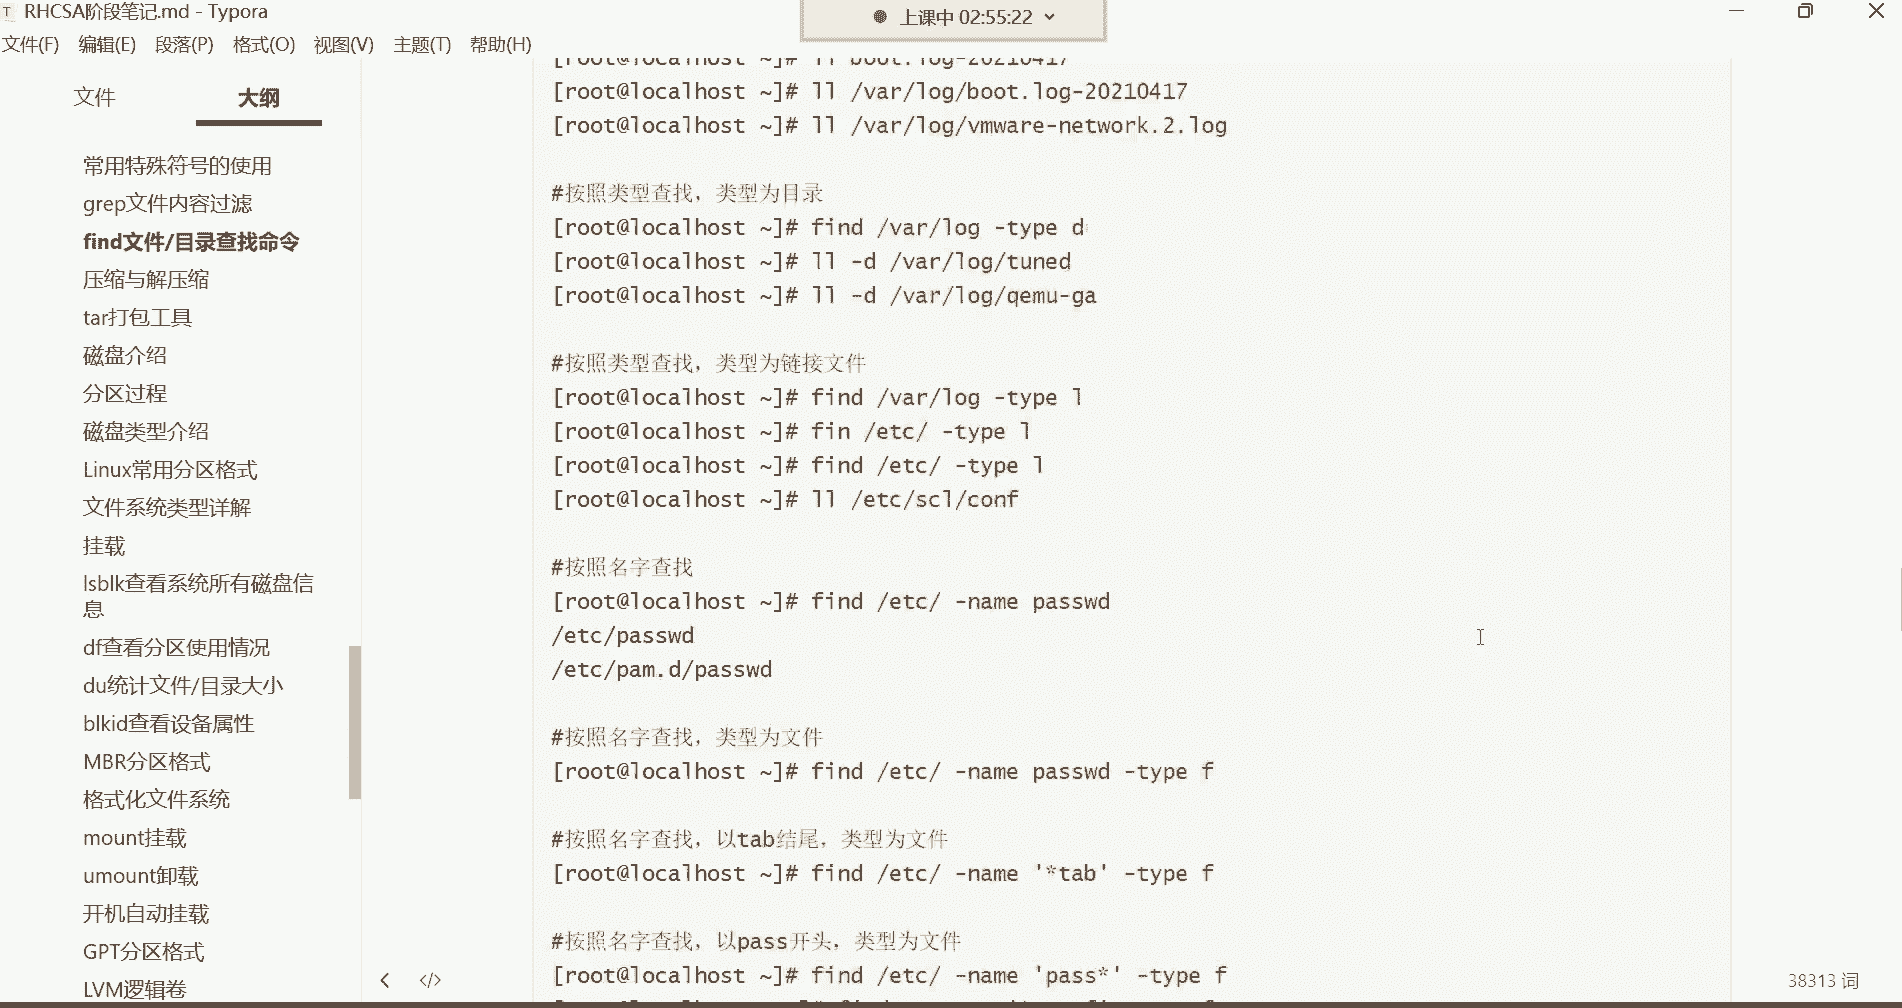 RHCSA阶段笔记.md - Typora
上课中 02:55:22
文件(F) 编辑(E) 段落(P) 格式(O) 视图(V) 主题(T) 帮助(H)
文件 大纲
常用特殊符号的使用
grep文件内容过滤
find文件/目录查找命令
压缩与解压缩
tar打包工具
磁盘介绍
分区过程
磁盘类型介绍
Linux常用分区格式
文件系统类型详解
挂载
lsblk查看系统所有磁盘信
息
df查看分区使用情况
du统计文件/目录大小
blkid查看设备属性
MBR分区格式
格式化文件系统
mount挂载
umount卸载
开机自动挂载
GPT分区格式
LVM逻辑卷
[root@localhost ~]# ll boot.log-20210417
[root@localhost ~]# ll /var/log/boot.log-20210417
[root@localhost ~]# ll /var/log/vmware-network.2.log
#按照类型查找，类型为目录
[root@localhost ~]# find /var/log -type d
[root@localhost ~]# ll -d /var/log/tuned
[root@localhost ~]# ll -d /var/log/qemu-ga
#按照类型查找，类型为链接文件
[root@localhost ~]# find /var/log -type l
[root@localhost ~]# fin /etc/ -type l
[root@localhost ~]# find /etc/ -type l
[root@localhost ~]# ll /etc/scl/conf
#按照名字查找
[root@localhost ~]# find /etc/ -name passwd
/etc/passwd
/etc/pam.d/passwd
#按照名字查找，类型为文件
[root@localhost ~]# find /etc/ -name passwd -type f
#按照名字查找，以tab结尾，类型为文件
[root@localhost ~]# find /etc/ -name '*tab' -type f
#按照名字查找，以pass开头，类型为文件
[root@localhost ~]# find /etc/ -name 'pass*' -type f
38313 词